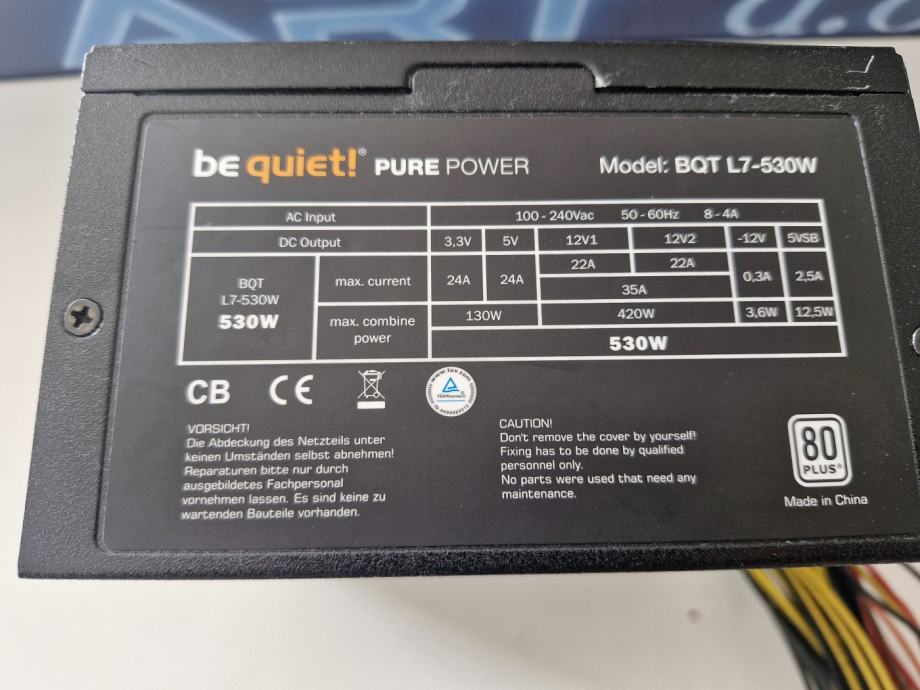 be quiet!® PURE POWER Model: BQT L7-530W
AC Input 100 - 240Vac 50 - 60Hz 8 - 4A
DC Output 3,3V 5V 12V1 12V2 -12V 5VSB
BQT
L7-530W
530W
max. current 24A 24A 22A 22A 0,3A 2,5A
35A
max. combine
power
130W 420W 3,6W 12,5W
530W
CB CE
www.tuv.com
TÜVRheinland
VORSICHT!
Die Abdeckung des Netzteils unter
keinen Umständen selbst abnehmen!
Reparaturen bitte nur durch
ausgebildetes Fachpersonal
vornehmen lassen. Es sind keine zu
wartenden Bauteile vorhanden.
CAUTION!
Don't remove the cover by yourself!
Fixing has to be done by qualified
personnel only.
No parts were used that need any
maintenance.
80
PLUS®
Made in China